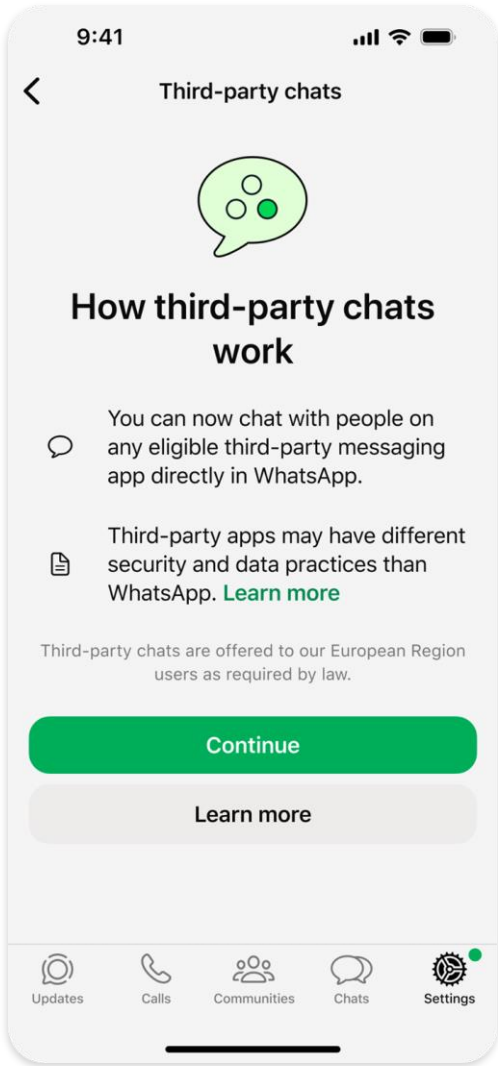 9:41
Third-party chats
How third-party chats
work
You can now chat with people on
any eligible third-party messaging
app directly in WhatsApp.
Third-party apps may have different
security and data practices than
WhatsApp. Learn more
Third-party chats are offered to our European Region
users as required by law.
Continue
Learn more
Updates Calls Communities Chats Settings